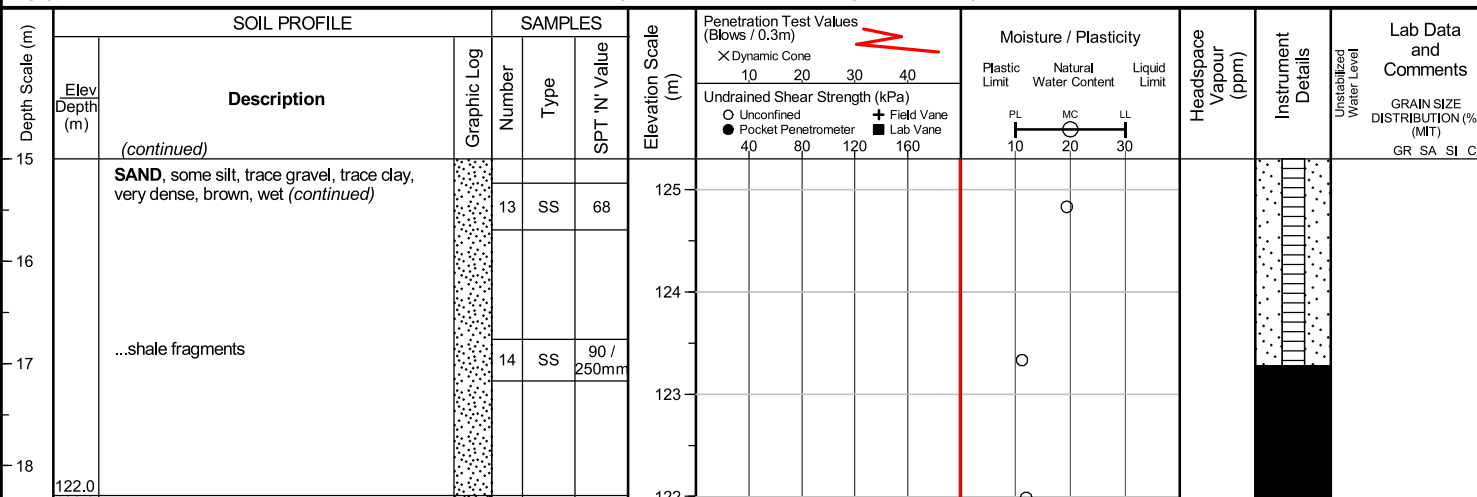 SOIL PROFILE
SAMPLES
Depth Scale (m)
Elev
Depth
(m)
Description
(continued)
Graphic Log
Number
Type
SPT 'N' Value
Elevation Scale
(m)
Penetration Test Values
(Blows / 0.3m)
× Dynamic Cone
10 20 30 40
Undrained Shear Strength (kPa)
Unconfined + Field Vane
Pocket Penetrometer Lab Vane
40 80 120 160
Moisture / Plasticity
Plastic Limit
Natural Water Content
Liquid Limit
PL MC LL
10 20 30
Headspace
Vapour
(ppm)
Instrument
Details
Unstabilized
Water Level
Lab Data
and
Comments
GRAIN SIZE
DISTRIBUTION (%
(MIT)
GR SA SI C
15
SAND, some silt, trace gravel, trace clay,
very dense, brown, wet (continued)
125
13 SS 68
16
124
...shale fragments
14 SS 90 /
250mm
17
123
18
122.0
122